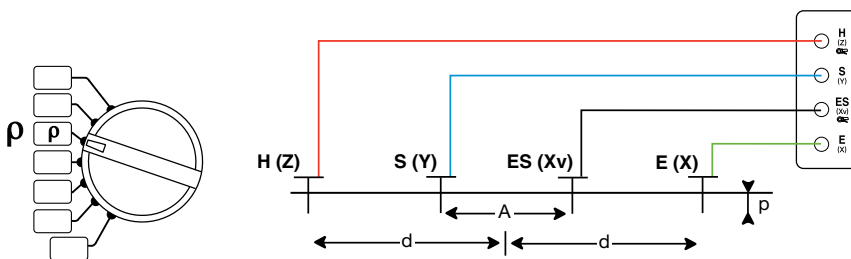 ρ
ρ
H (Z)
S (Y)
ES (Xv)
E (X)
A
d
d
p
H
(Z)
S
(Y)
ES
(Xv)
E
(X)